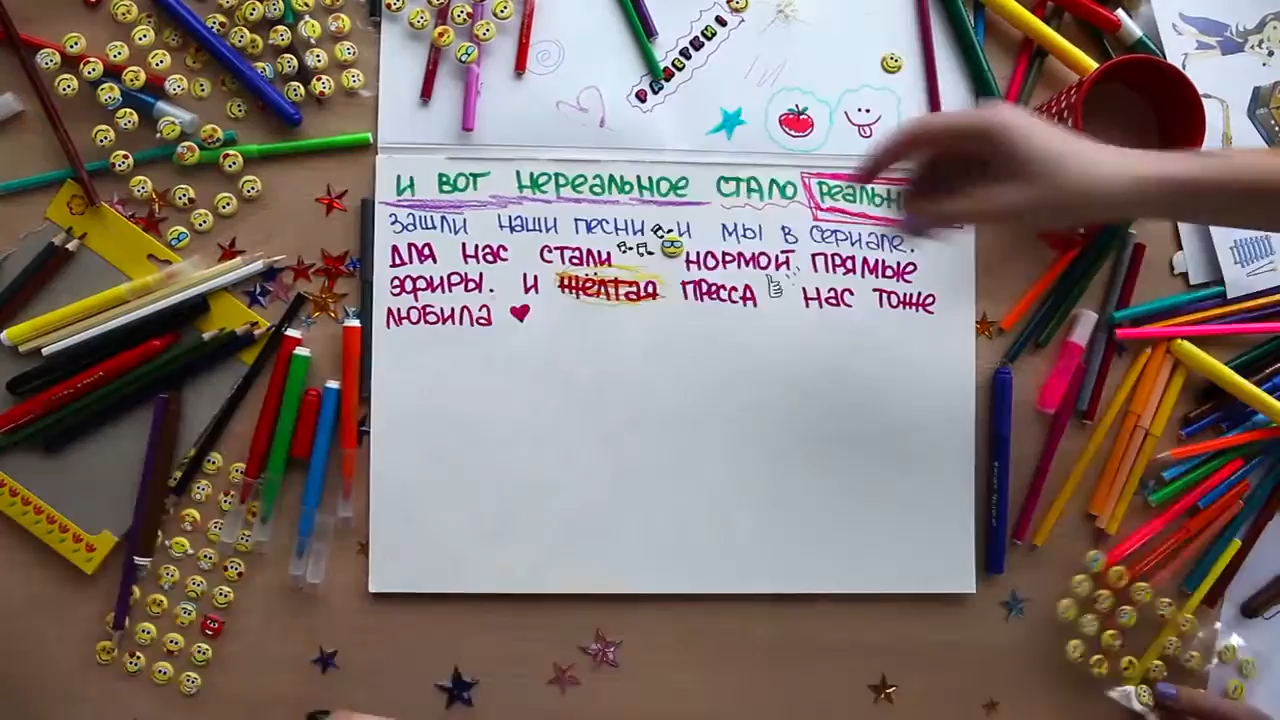 РАМЕРКИ
И ВОТ НЕРЕАЛЬНОЕ СТАЛО РЕАЛЬН
ЗАШЛИ НАШИ ПЕСНИ И МЫ В СЕРИАЛЕ.
ДЛЯ НАС СТАЛИ НОРМОЙ ПРЯМЫЕ
ЭФИРЫ. И ЖЁЛТАЯ ПРЕССА НАС ТОЖЕ
ЛЮБИЛА